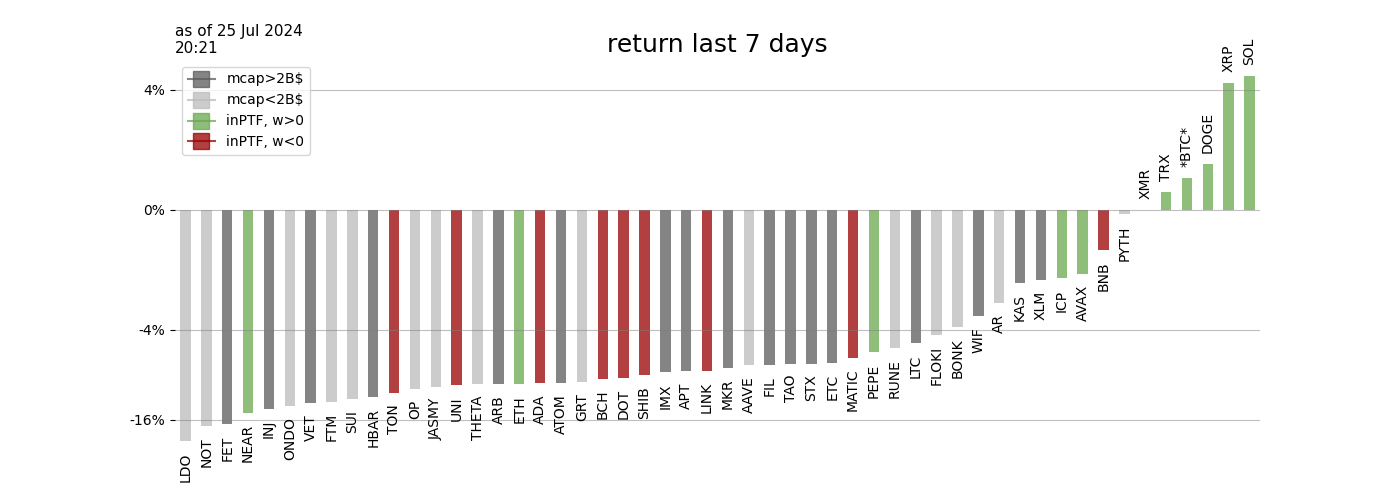 as of 25 Jul 2024
20:21
return last 7 days
mcap>2B$
mcap<2B$
inPTF, w>0
inPTF, w<0
4%
0%
-4%
-16%
LDO
NOT
FET
NEAR
INJ
ONDO
VET
FTM
SUI
HBAR
TON
OP
JASMY
UNI
THETA
ARB
ETH
ADA
ATOM
GRT
BCH
DOT
SHIB
IMX
APT
LINK
MKR
AAVE
FIL
TAO
STX
ETC
MATIC
PEPE
RUNE
LTC
FLOKI
BONK
WIF
AR
KAS
XLM
ICP
AVAX
BNB
PYTH
XMR
TRX
*BTC*
DOGE
XRP
SOL